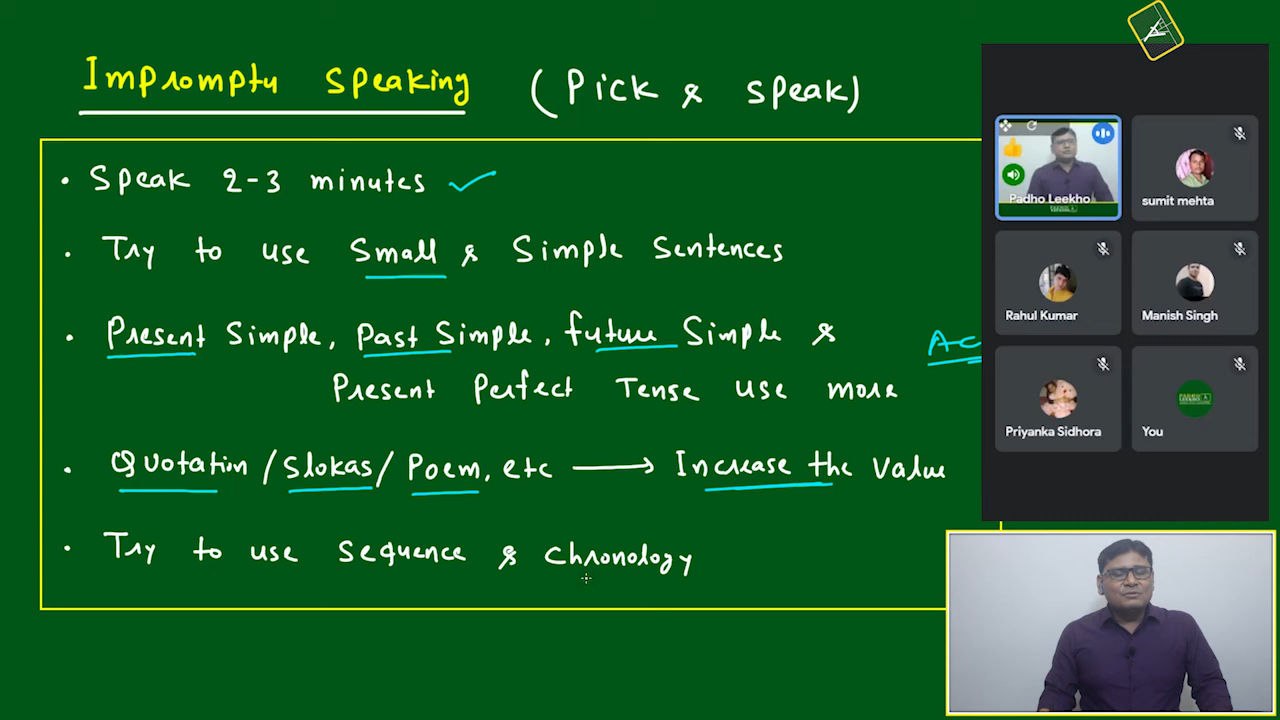 Impromptu Speaking (Pick & Speak)
• Speak 2-3 minutes ✓
• Try to use Small & Simple Sentences
• Present Simple, Past Simple, future Simple &
Present Perfect Tense use more
• Quotation / Slokas / Poem, etc → Increase the value
• Try to use sequence & chronology
Padho Leekho
sumit mehta
Rahul Kumar
Manish Singh
Priyanka Sidhora
You